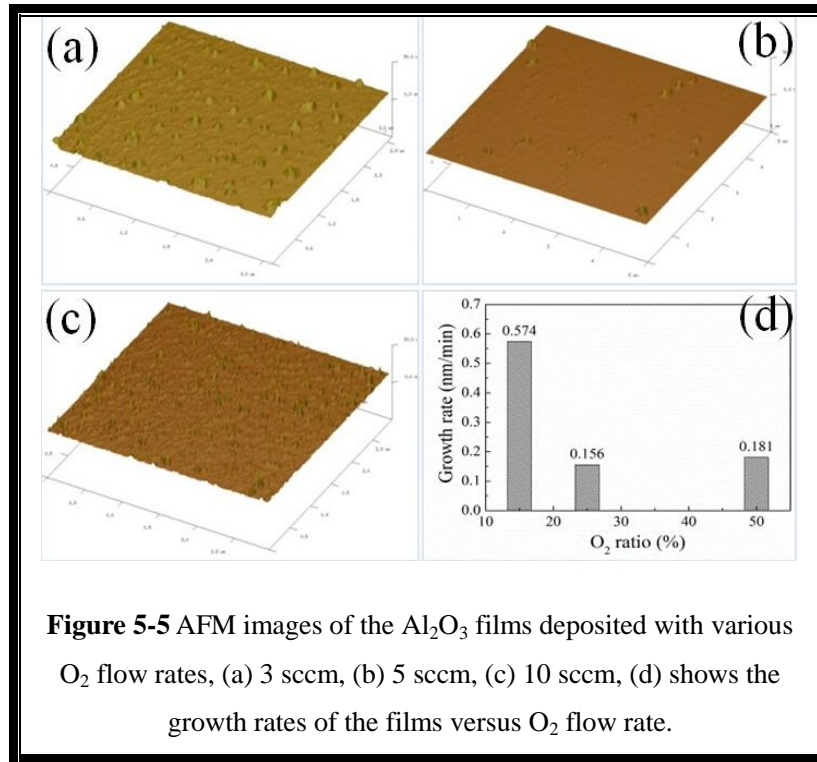 (a)
(b)
(c)
(d)
0.7
0.6
0.5
0.4
0.3
0.2
0.1
0.0
Growth rate (nm/min)
0.574
0.156
0.181
10 20 30 40 50
O₂ ratio (%)
Figure 5-5 AFM images of the Al₂O₃ films deposited with various
O₂ flow rates, (a) 3 sccm, (b) 5 sccm, (c) 10 sccm, (d) shows the
growth rates of the films versus O₂ flow rate.